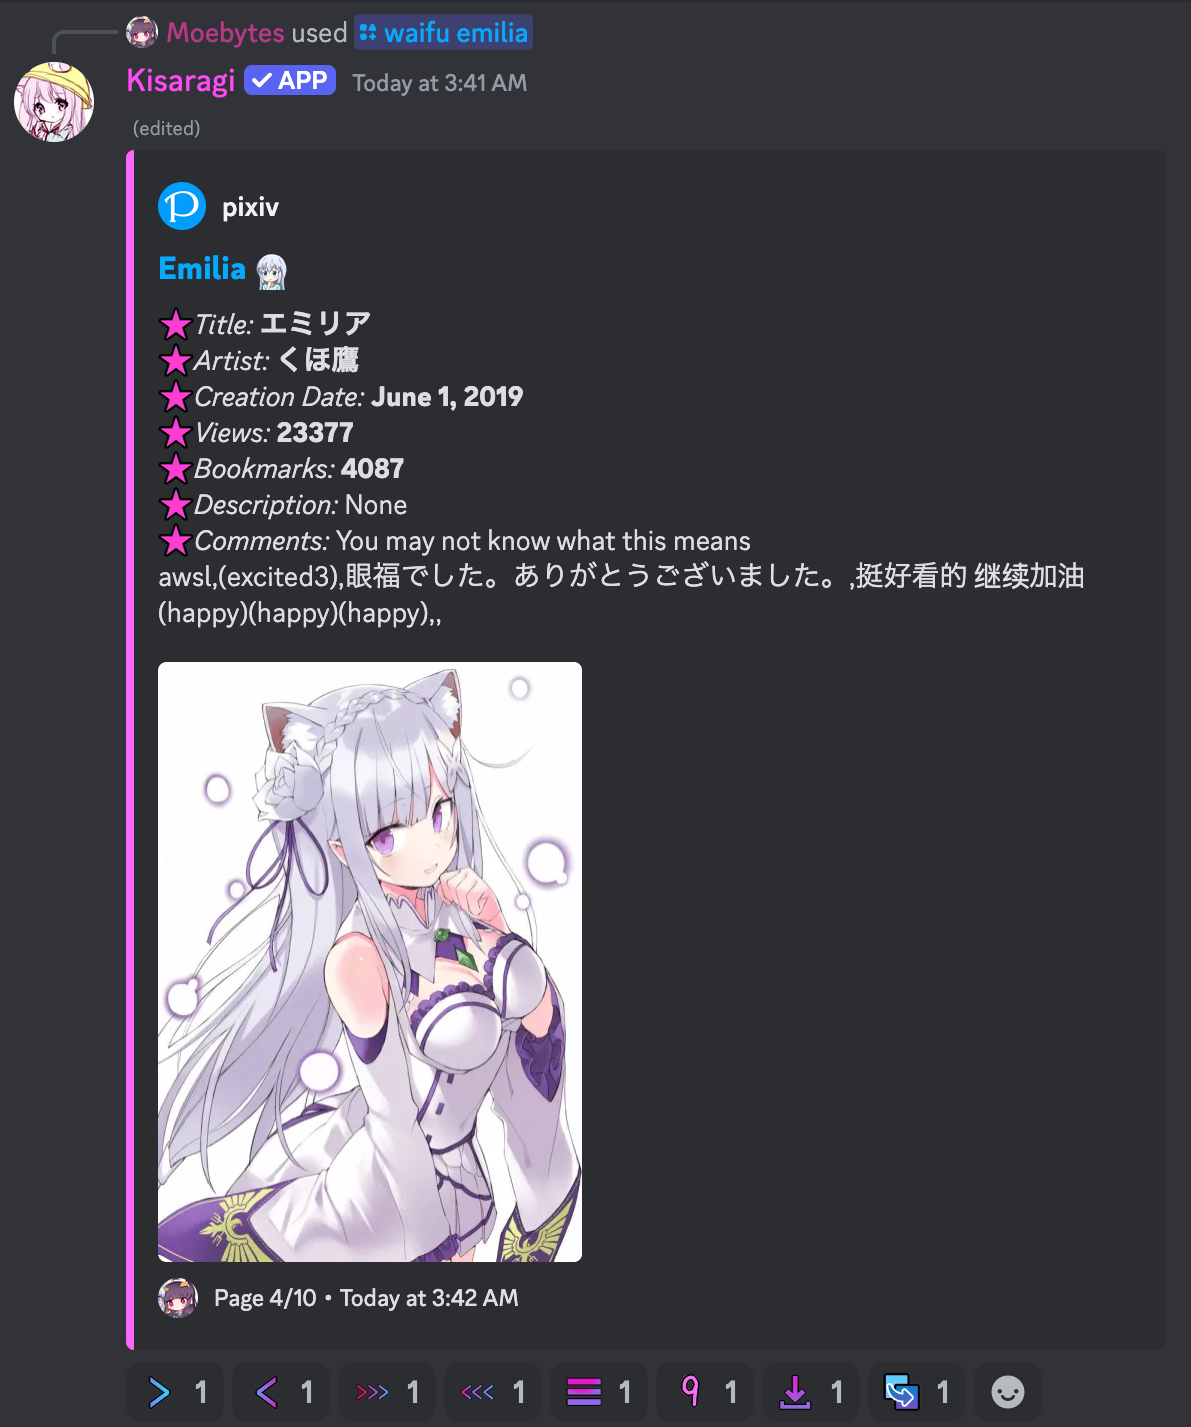 Moebytes used waifu emilia
Kisaragi ✓ APP Today at 3:41 AM
(edited)
pixiv
Emilia
Title: エミリア
Artist: くほ鷹
Creation Date: June 1, 2019
Views: 23377
Bookmarks: 4087
Description: None
Comments: You may not know what this means
awsl,(excited3),眼福でした。ありがとうございました。,挺好看的 继续加油
(happy)(happy)(happy),,
Page 4/10 • Today at 3:42 AM
1 1 1 1 1 1 1 1